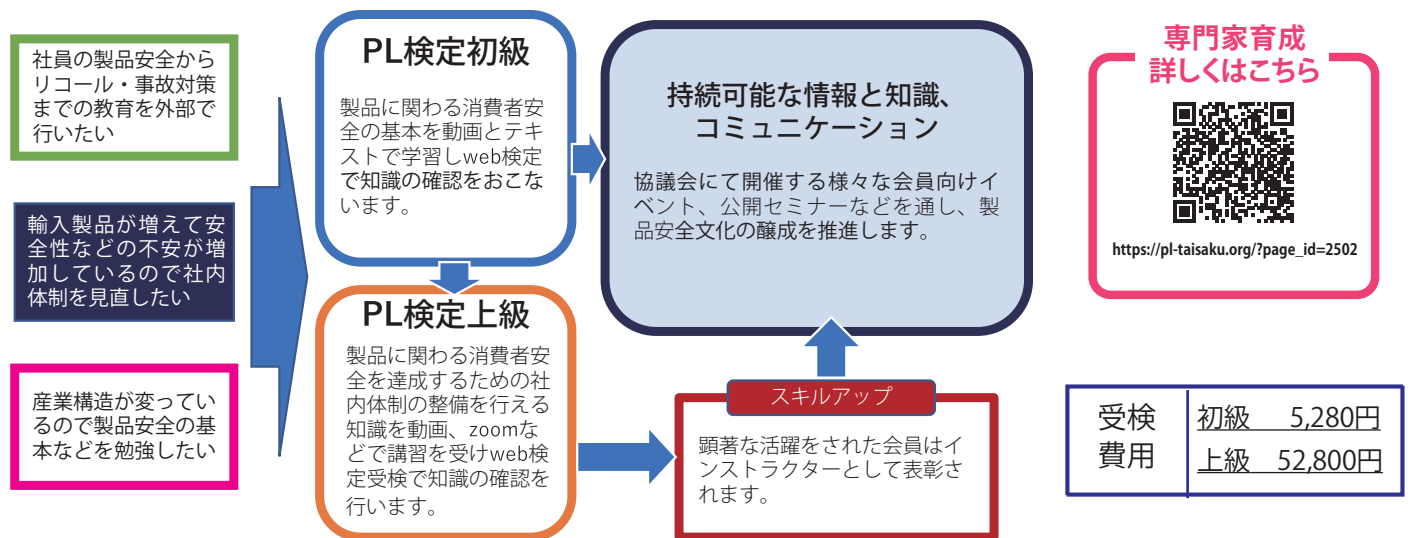 社員の製品安全から
リコール・事故対策
までの教育を外部で
行いたい
輸入製品が増えて安
全性などの不安が増
加しているので社内
体制を見直したい
産業構造が変ってい
るので製品安全の基
本などを勉強したい
PL検定初級
製品に関わる消費者安
全の基本を動画とテキ
ストで学習しweb検定
で知識の確認をおこな
います。
PL検定上級
製品に関わる消費者安
全を達成するための社
内体制の整備を行える
知識を動画、zoomな
どで講習を受けweb検
定受検で知識の確認を
行います。
持続可能な情報と知識、
コミュニケーション
協議会にて開催する様々な会員向けイ
ベント、公開セミナーなどを通し、製
品安全文化の醸成を推進します。
スキルアップ
顕著な活躍をされた会員はイ
ンストラクターとして表彰さ
れます。
専門家育成
詳しくはこちら
https://pl-taisaku.org/?page_id=2502
受検
費用
初級 5,280円
上級 52,800円